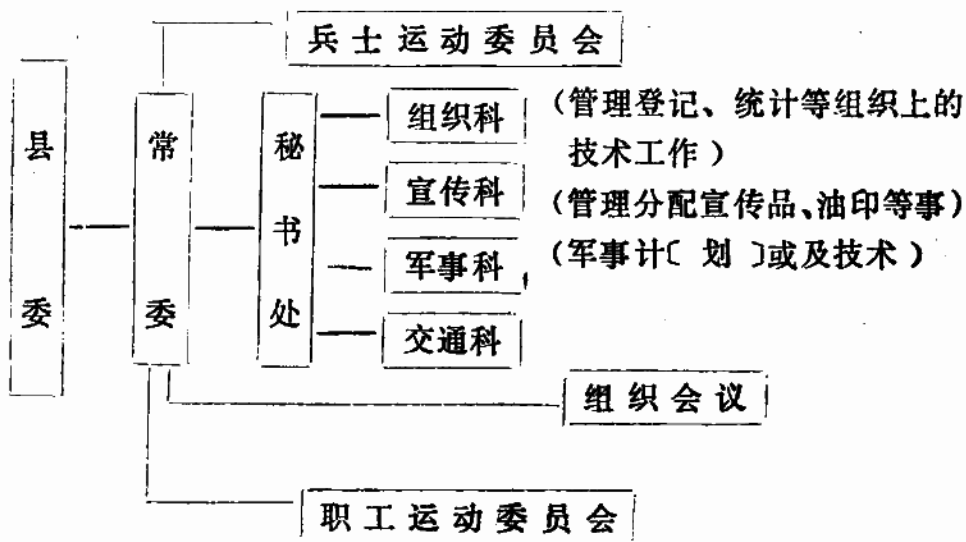 兵士运动委员会
县委
常委
秘书处
组织科
（管理登记、统计等组织上的
技术工作）
宣传科
（管理分配宣传品、油印等事）
军事科
（军事计〔划〕或及技术）
交通科
组织会议
职工运动委员会